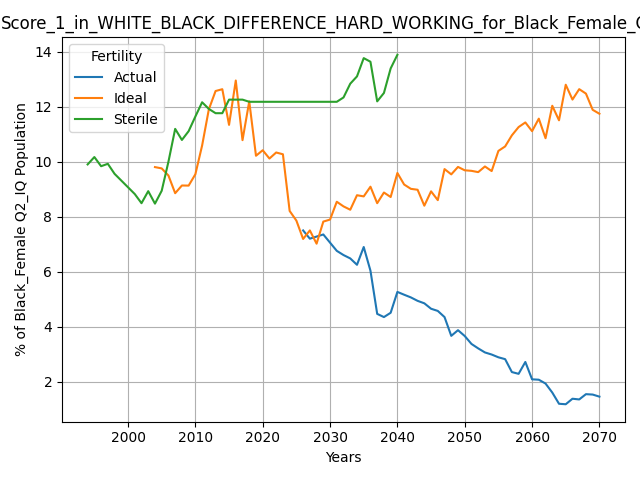 Score_1_in_WHITE_BLACK_DIFFERENCE_HARD_WORKING_for_Black_Female_
Fertility
Actual
Ideal
Sterile
% of Black_Female Q2_IQ Population
14
12
10
8
6
4
2
2000 2010 2020 2030 2040 2050 2060 2070
Years